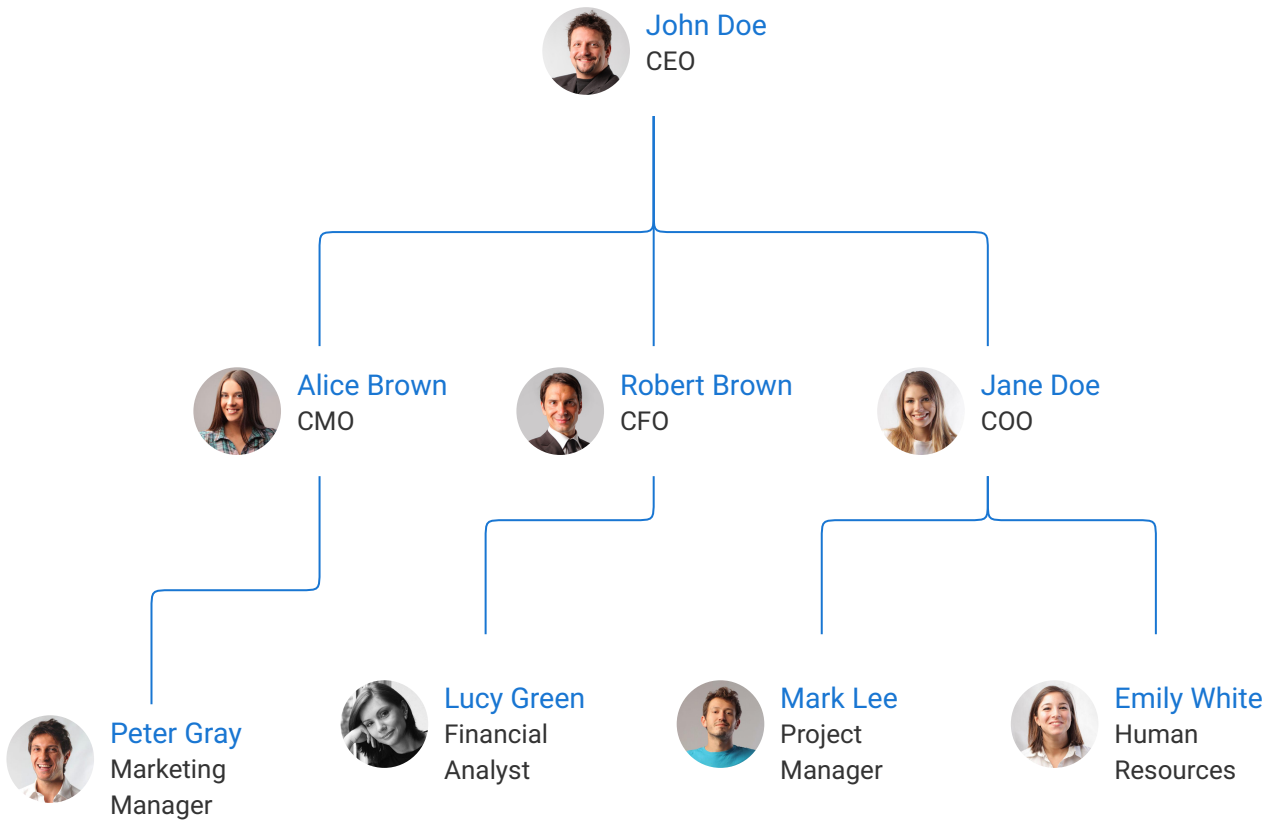 John Doe
CEO
Alice Brown
CMO
Robert Brown
CFO
Jane Doe
COO
Peter Gray
Marketing
Manager
Lucy Green
Financial
Analyst
Mark Lee
Project
Manager
Emily White
Human
Resources